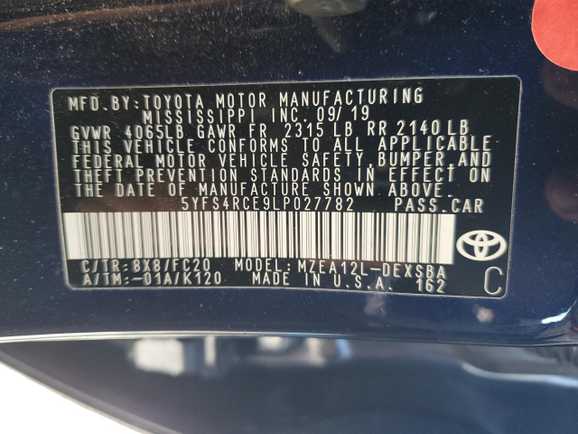 MFD.BY:TOYOTA MOTOR MANUFACTURING
MISSISSIPPI INC. 09/19
GVWR 4065LB GAWR FR 2315 LB RR 2140 LB
THIS VEHICLE CONFORMS TO ALL APPLICABLE
FEDERAL MOTOR VEHICLE SAFETY, BUMPER, AND
THEFT PREVENTION STANDARDS IN EFFECT ON
THE DATE OF MANUFACTURE SHOWN ABOVE.
5YFS4RCE9LP027782 PASS.CAR
C/TR:8X8/FC20 MODEL:MZEA12L-DEXSBA
A/TM:-01A/K120 MADE IN U.S.A. 162
C